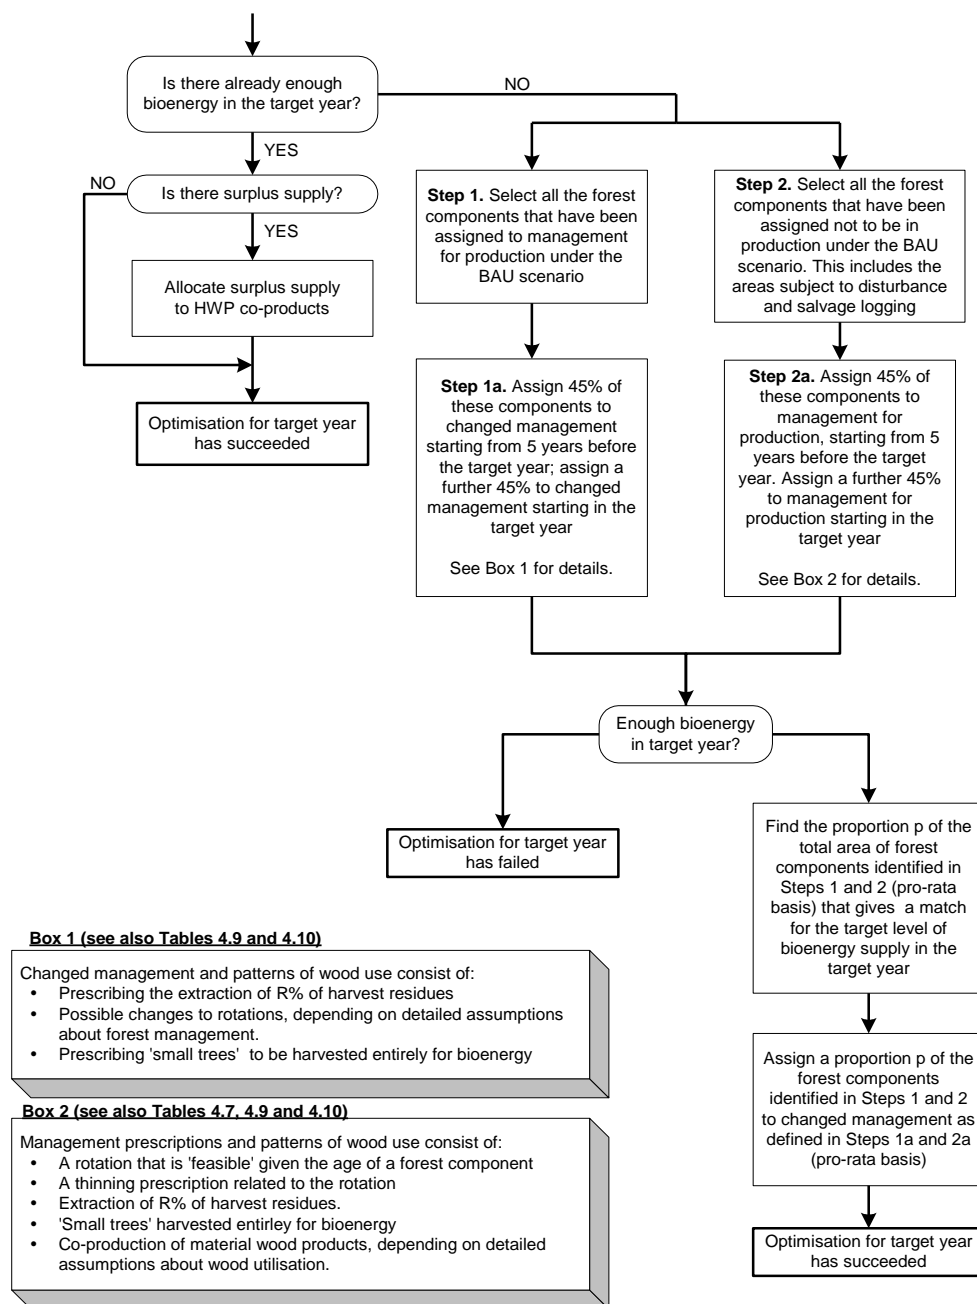 Is there already enough
bioenergy in the target year?
NO
YES
NO
Is there surplus supply?
YES
Allocate surplus supply
to HWP co-products
Optimisation for target year
has succeeded
Step 1. Select all the forest
components that have been
assigned to management
for production under the
BAU scenario
Step 2. Select all the forest
components that have been
assigned not to be in
production under the BAU
scenario. This includes the
areas subject to disturbance
and salvage logging
Step 1a. Assign 45% of
these components to
changed management
starting from 5 years before
the target year; assign a
further 45% to changed
management starting in the
target year
See Box 1 for details.
Step 2a. Assign 45% of
these components to
management for
production, starting from 5
years before the target
year. Assign a further 45%
to management for
production starting in the
target year
See Box 2 for details.
Enough bioenergy
in target year?
Optimisation for target year
has failed
Find the proportion p of the
total area of forest
components identified in
Steps 1 and 2 (pro-rata
basis) that gives a match
for the target level of
bioenergy supply in the
target year
Assign a proportion p of the
forest components
identified in Steps 1 and 2
to changed management as
defined in Steps 1a and 2a
(pro-rata basis)
Optimisation for target year
has succeeded
Box 1 (see also Tables 4.9 and 4.10)
Changed management and patterns of wood use consist of:
• Prescribing the extraction of R% of harvest residues
• Possible changes to rotations, depending on detailed assumptions
about forest management.
• Prescribing 'small trees' to be harvested entirely for bioenergy
Box 2 (see also Tables 4.7, 4.9 and 4.10)
Management prescriptions and patterns of wood use consist of:
• A rotation that is 'feasible' given the age of a forest component
• A thinning prescription related to the rotation
• Extraction of R% of harvest residues.
• 'Small trees' harvested entirley for bioenergy
• Co-production of material wood products, depending on detailed
assumptions about wood utilisation.